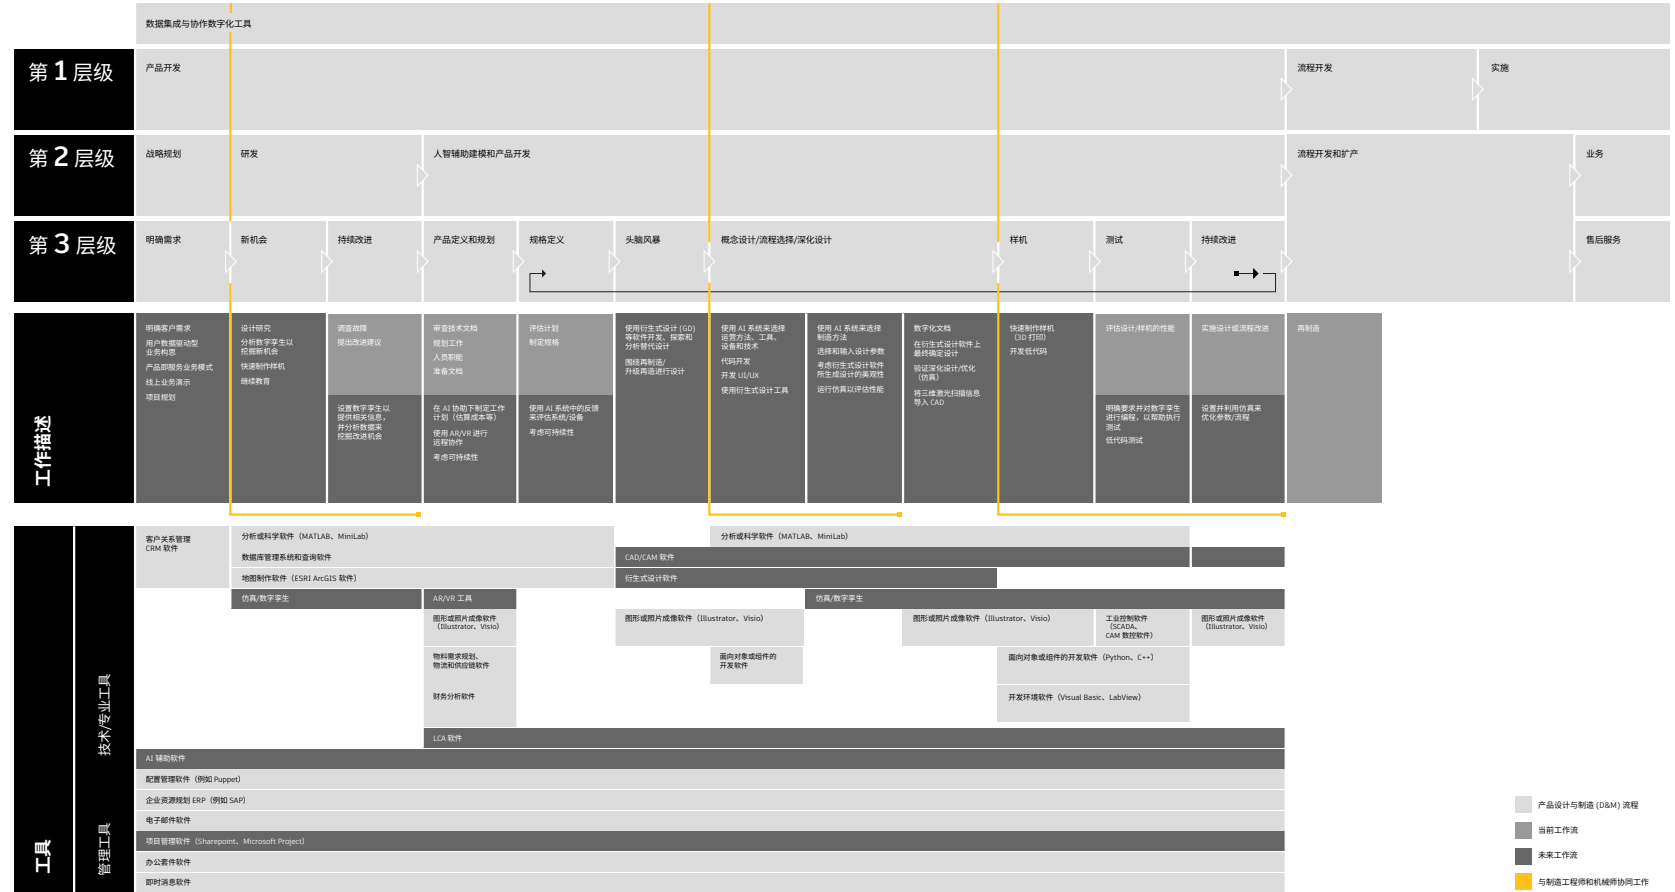 数据集成与协作数字化工具
第 1 层级
产品开发
流程开发
实施
第 2 层级
战略规划
研发
人智辅助建模和产品开发
流程开发和扩产
业务
第 3 层级
明确需求
新机会
持续改进
产品定义和规划
规格定义
头脑风暴
概念设计/流程选择/深化设计
样机
测试
持续改进
售后服务
工作描述
明确客户需求
用户数据驱动型
业务构思
产品即服务业务模式
线上业务演示
项目规划
设计研究
分析数字孪生以
挖掘新机会
快速制作样机
继续教育
调查故障
提出改进建议
设置数字孪生以
提供相关信息，
并分析数据来
挖掘改进机会
审查技术文档
规划工作
人员职能
准备文档
在 AI 协助下制定工作
计划（估算成本等）
使用 AR/VR 进行
远程协作
考虑可持续性
评估计划
制定规格
使用 AI 系统中的反馈
来评估系统/设备
考虑可持续性
使用衍生式设计 (GD)
等软件开发、探索和
分析替代设计
围绕再制造/
升级再造进行设计
使用 AI 系统来选择
运营方法、工具、
设备和技术
代码开发
开发 UI/UX
使用衍生式设计工具
使用 AI 系统来选择
制造方法
选择和输入设计参数
考虑衍生式设计软件
所生成设计的美观性
运行仿真以评估性能
数字化文档
在衍生式设计软件上
最终确定设计
验证深化设计/优化
（仿真）
将三维激光扫描信息
导入 CAD
快速制作样机
（3D 打印）
开发低代码
评估设计/样机的性能
明确要求并对数字孪生
进行编程，以帮助执行
测试
低代码测试
实施设计或流程改进
设置并利用仿真来
优化参数/流程
再制造
工具
技术/专业工具
客户关系管理
CRM 软件
分析或科学软件（MATLAB、MiniLab）
分析或科学软件（MATLAB、MiniLab）
数据库管理系统和查询软件
CAD/CAM 软件
地图制作软件（ESRI ArcGIS 软件）
衍生式设计软件
仿真/数字孪生
AR/VR 工具
仿真/数字孪生
图形或照片成像软件
（Illustrator、Visio）
图形或照片成像软件（Illustrator、Visio）
图形或照片成像软件（Illustrator、Visio）
工业控制软件
（SCADA、
CAM 数控软件）
图形或照片成像软件
（Illustrator、Visio）
物料需求规划、
物流和供应链软件
面向对象或组件的
开发软件
面向对象或组件的开发软件（Python、C++）
财务分析软件
开发环境软件（Visual Basic、LabView）
LCA 软件
AI 辅助软件
管理工具
配置管理软件（例如 Puppet）
企业资源规划 ERP（例如 SAP）
电子邮件软件
项目管理软件（Sharepoint、Microsoft Project）
办公套件软件
即时消息软件
产品设计与制造 (D&M) 流程
当前工作流
未来工作流
与制造工程师和机械师协同工作